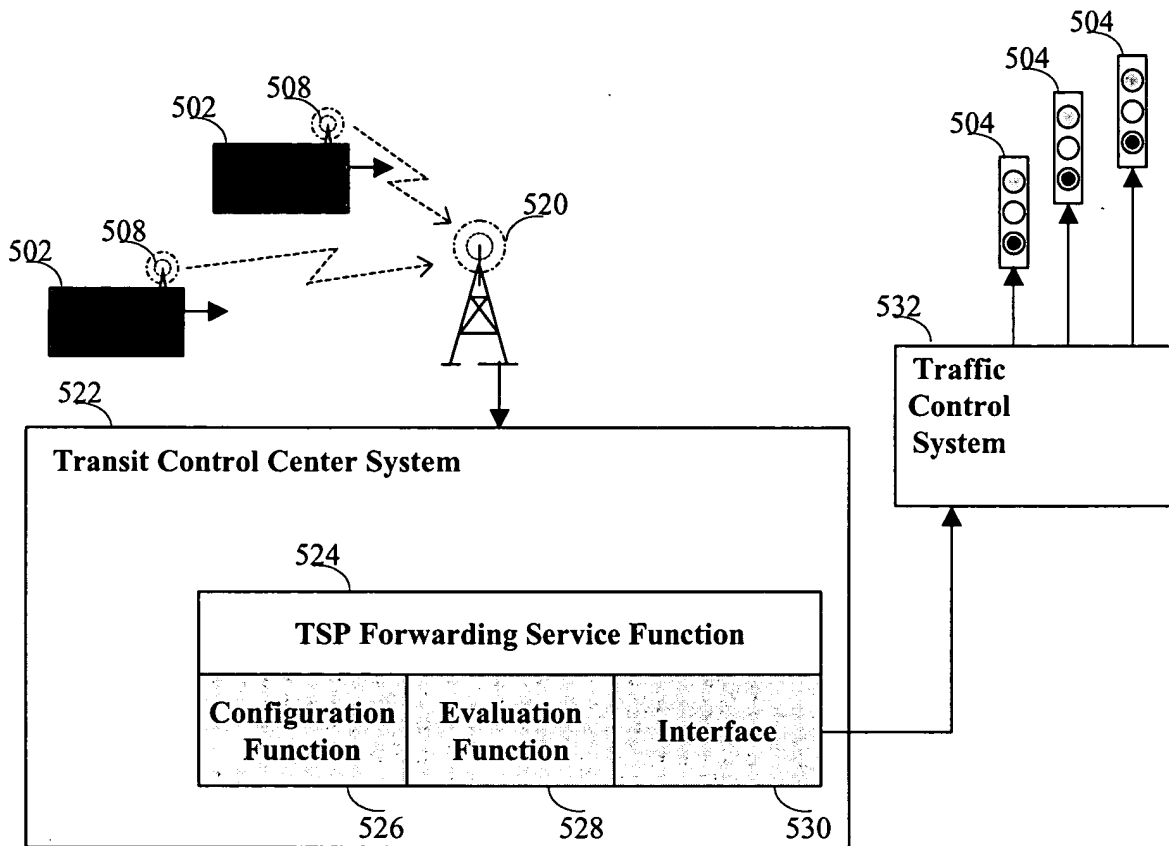 504
504
508
502
504
520
508
502
532
Traffic
Control
System
522
Transit Control Center System
524
TSP Forwarding Service Function
Configuration
Function
Evaluation
Function
Interface
526
528
530